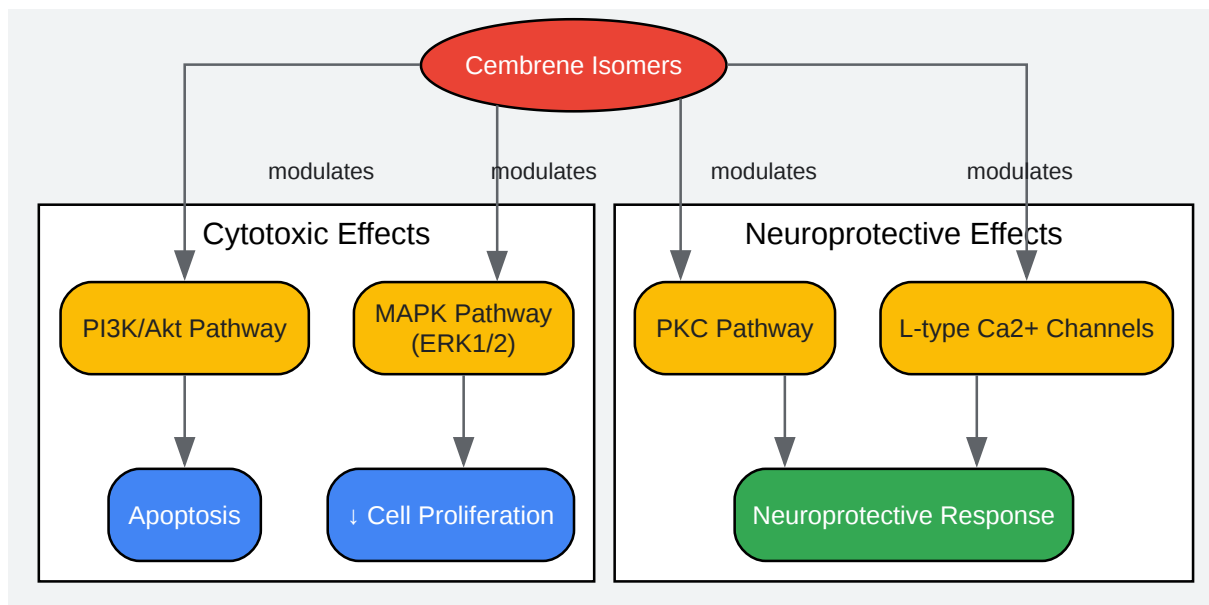 Cembrene Isomers
modulates
modulates
modulates
modulates
Cytotoxic Effects
Neuroprotective Effects
PI3K/Akt Pathway
MAPK Pathway
(ERK1/2)
PKC Pathway
L-type Ca2+ Channels
Apoptosis
↓ Cell Proliferation
Neuroprotective Response